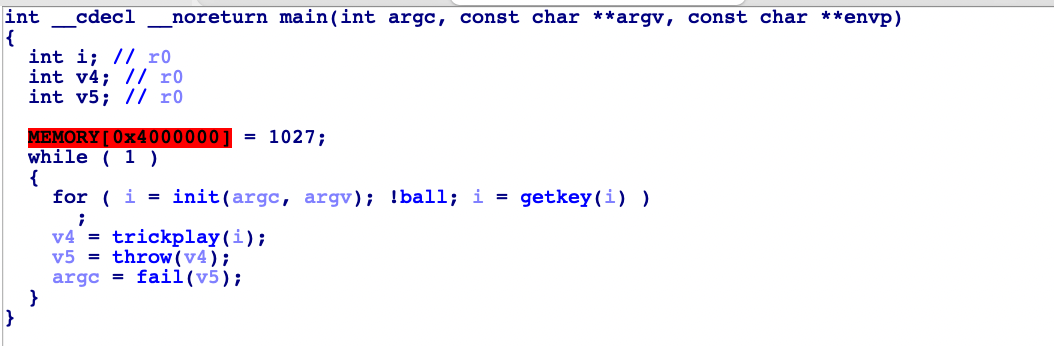 int __cdecl __noreturn main(int argc, const char **argv, const char **envp)
{
int i; // r0
int v4; // r0
int v5; // r0
MEMORY[0x4000000] = 1027;
while ( 1 )
{
for ( i = init(argc, argv); !ball; i = getkey(i) )
;
v4 = trickplay(i);
v5 = throw(v4);
argc = fail(v5);
}
}